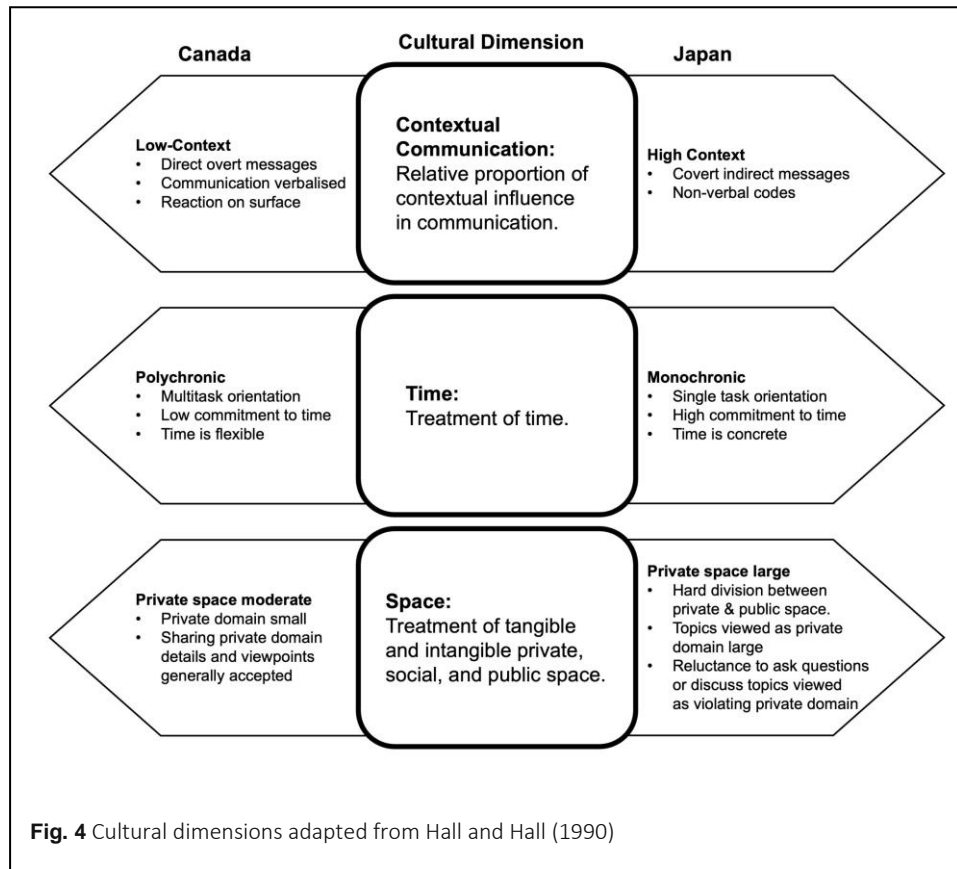 Canada
Cultural Dimension
Japan
Low-Context
• Direct overt messages
• Communication verbalised
• Reaction on surface
Contextual
Communication:
Relative proportion of
contextual influence
in communication.
High Context
• Covert indirect messages
• Non-verbal codes
Polychronic
• Multitask orientation
• Low commitment to time
• Time is flexible
Time:
Treatment of time.
Monochronic
• Single task orientation
• High commitment to time
• Time is concrete
Private space moderate
• Private domain small
• Sharing private domain
details and viewpoints
generally accepted
Space:
Treatment of tangible
and intangible private,
social, and public space.
Private space large
• Hard division between
private & public space.
• Topics viewed as private
domain large
• Reluctance to ask questions
or discuss topics viewed
as violating private domain
Fig. 4 Cultural dimensions adapted from Hall and Hall (1990)